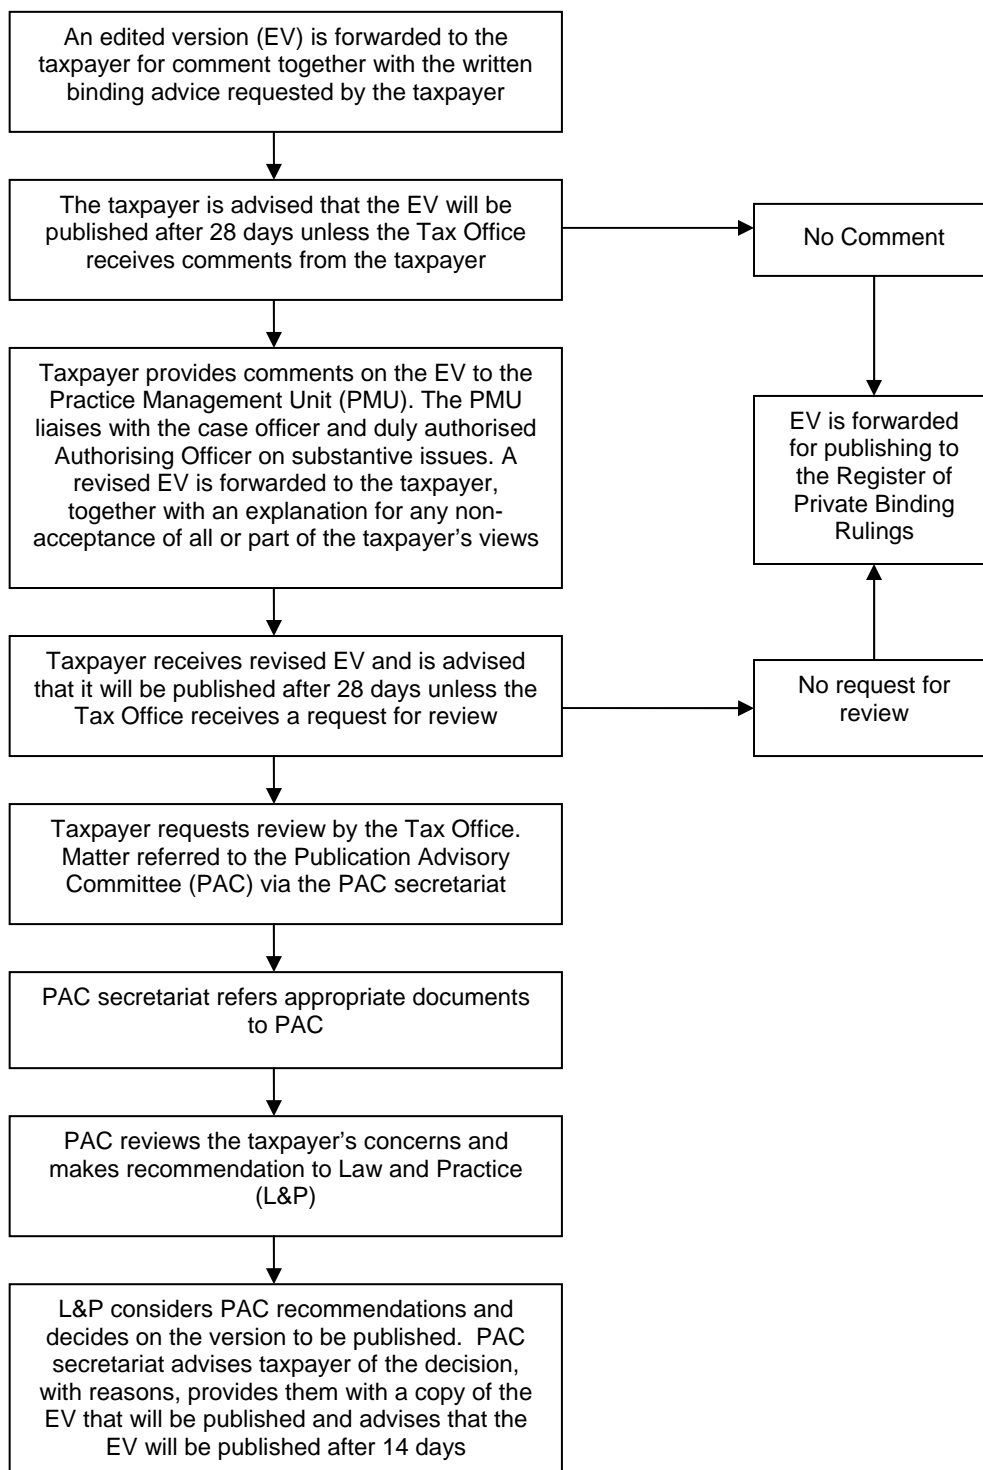 An edited version (EV) is forwarded to the
taxpayer for comment together with the written
binding advice requested by the taxpayer
The taxpayer is advised that the EV will be
published after 28 days unless the Tax Office
receives comments from the taxpayer
No Comment
Taxpayer provides comments on the EV to the
Practice Management Unit (PMU). The PMU
liaises with the case officer and duly authorised
Authorising Officer on substantive issues. A
revised EV is forwarded to the taxpayer,
together with an explanation for any non-
acceptance of all or part of the taxpayer's views
EV is forwarded
for publishing to
the Register of
Private Binding
Rulings
Taxpayer receives revised EV and is advised
that it will be published after 28 days unless the
Tax Office receives a request for review
No request for
review
Taxpayer requests review by the Tax Office.
Matter referred to the Publication Advisory
Committee (PAC) via the PAC secretariat
PAC secretariat refers appropriate documents
to PAC
PAC reviews the taxpayer's concerns and
makes recommendation to Law and Practice
(L&P)
L&P considers PAC recommendations and
decides on the version to be published.  PAC
secretariat advises taxpayer of the decision,
with reasons, provides them with a copy of the
EV that will be published and advises that the
EV will be published after 14 days